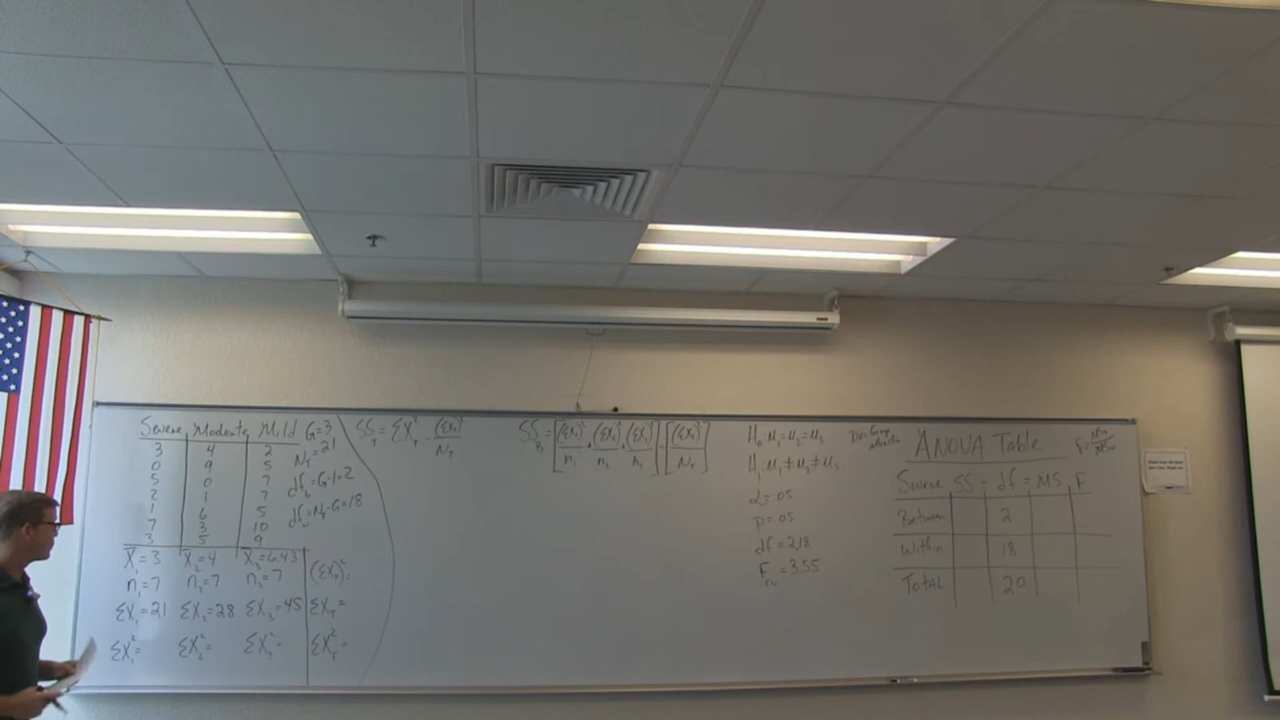 Severe Moderate Mild G=3
3 4 2 N_T=21
0 9 5
5 0 7 df_b=G-1=2
2 1 7
1 6 5 df_w=N_T-G=18
7 3 10
3 5 9
X̄_1=3 X̄_2=4 X̄_3=6.43
n_1=7 n_2=7 n_3=7 (ΣX_T)²=
ΣX_1=21 ΣX_2=28 ΣX_3=45 ΣX_T=
ΣX_1²= ΣX_2²= ΣX_3²= ΣX_T²=
SS_T=ΣX_T²-(ΣX_T)²/N_T
SS_B=[(ΣX_1)²/n_1+(ΣX_2)²/n_2+(ΣX_3)²/n_3]-[(ΣX_T)²/N_T]
H_0:μ_1=μ_2=μ_3
H_1:μ_1≠μ_2≠μ_3
α=.05
p=.05
df=2,18
F_cv=3.55
ANOVA Table
Source SS ÷ df = MS F
Between 2
Within 18
Total 20